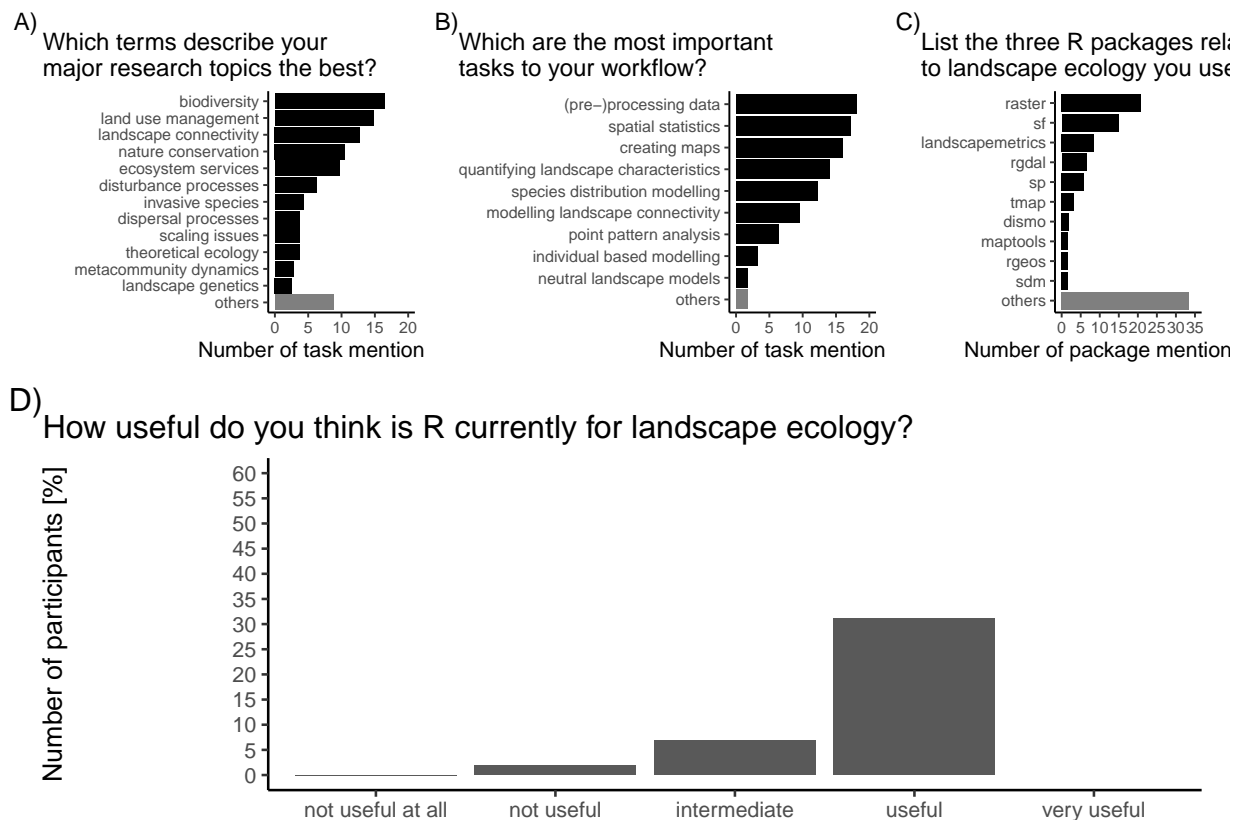 A)
Which terms describe your
major research topics the best?
biodiversity
land use management
landscape connectivity
nature conservation
ecosystem services
disturbance processes
invasive species
dispersal processes
scaling issues
theoretical ecology
metacommunity dynamics
landscape genetics
others
0 5 10 15 20
Number of task mention
B)
Which are the most important
tasks to your workflow?
(pre-)processing data
spatial statistics
creating maps
quantifying landscape characteristics
species distribution modelling
modelling landscape connectivity
point pattern analysis
individual based modelling
neutral landscape models
others
0 5 10 15 20
Number of task mention
C)
List the three R packages rela
to landscape ecology you use
raster
sf
landscapemetrics
rgdal
sp
tmap
dismo
maptools
rgeos
sdm
others
0 5 10 15 20 25 30 35
Number of package mention
D)
How useful do you think is R currently for landscape ecology?
Number of participants [%]
60
55
50
45
40
35
30
25
20
15
10
5
0
not useful at all not useful intermediate useful very useful